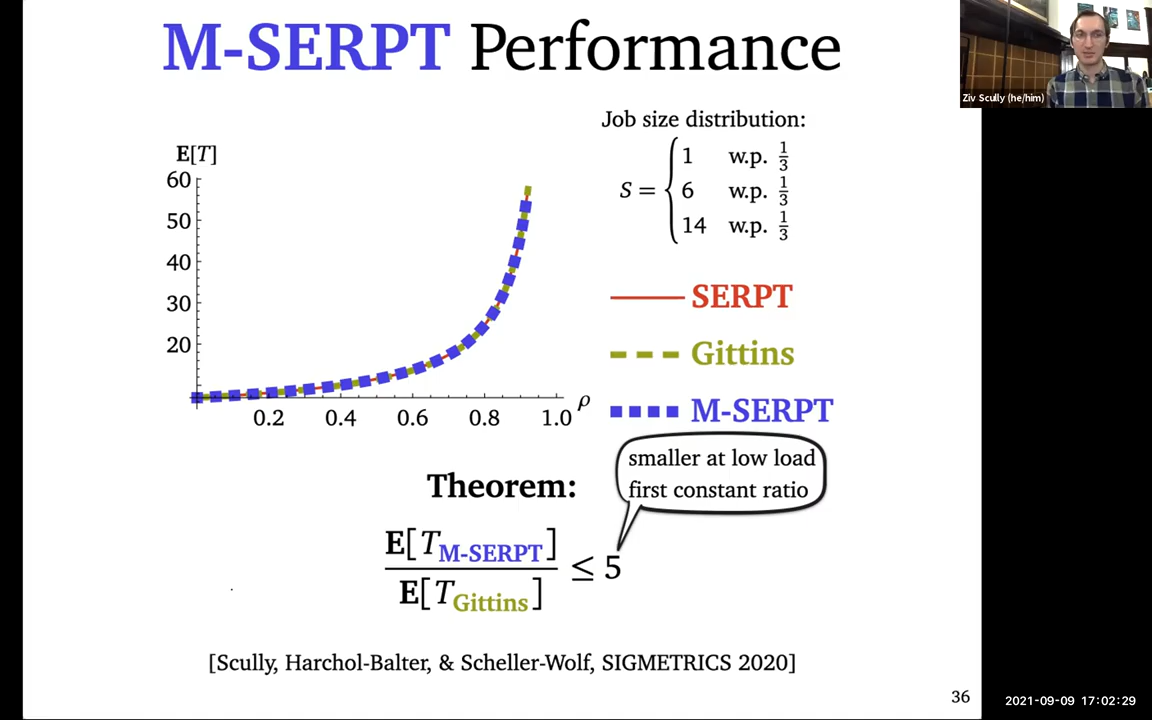 M-SERPT Performance
Ziv Scully (he/him)
Job size distribution:
S = { 1 w.p. 1/3
6 w.p. 1/3
14 w.p. 1/3
E[T]
60
50
40
30
20
0.2 0.4 0.6 0.8 1.0 ρ
SERPT
Gittins
M-SERPT
smaller at low load
first constant ratio
Theorem:
E[T_M-SERPT] / E[T_Gittins] ≤ 5
[Scully, Harchol-Balter, & Scheller-Wolf, SIGMETRICS 2020]
36
2021-09-09 17:02:29